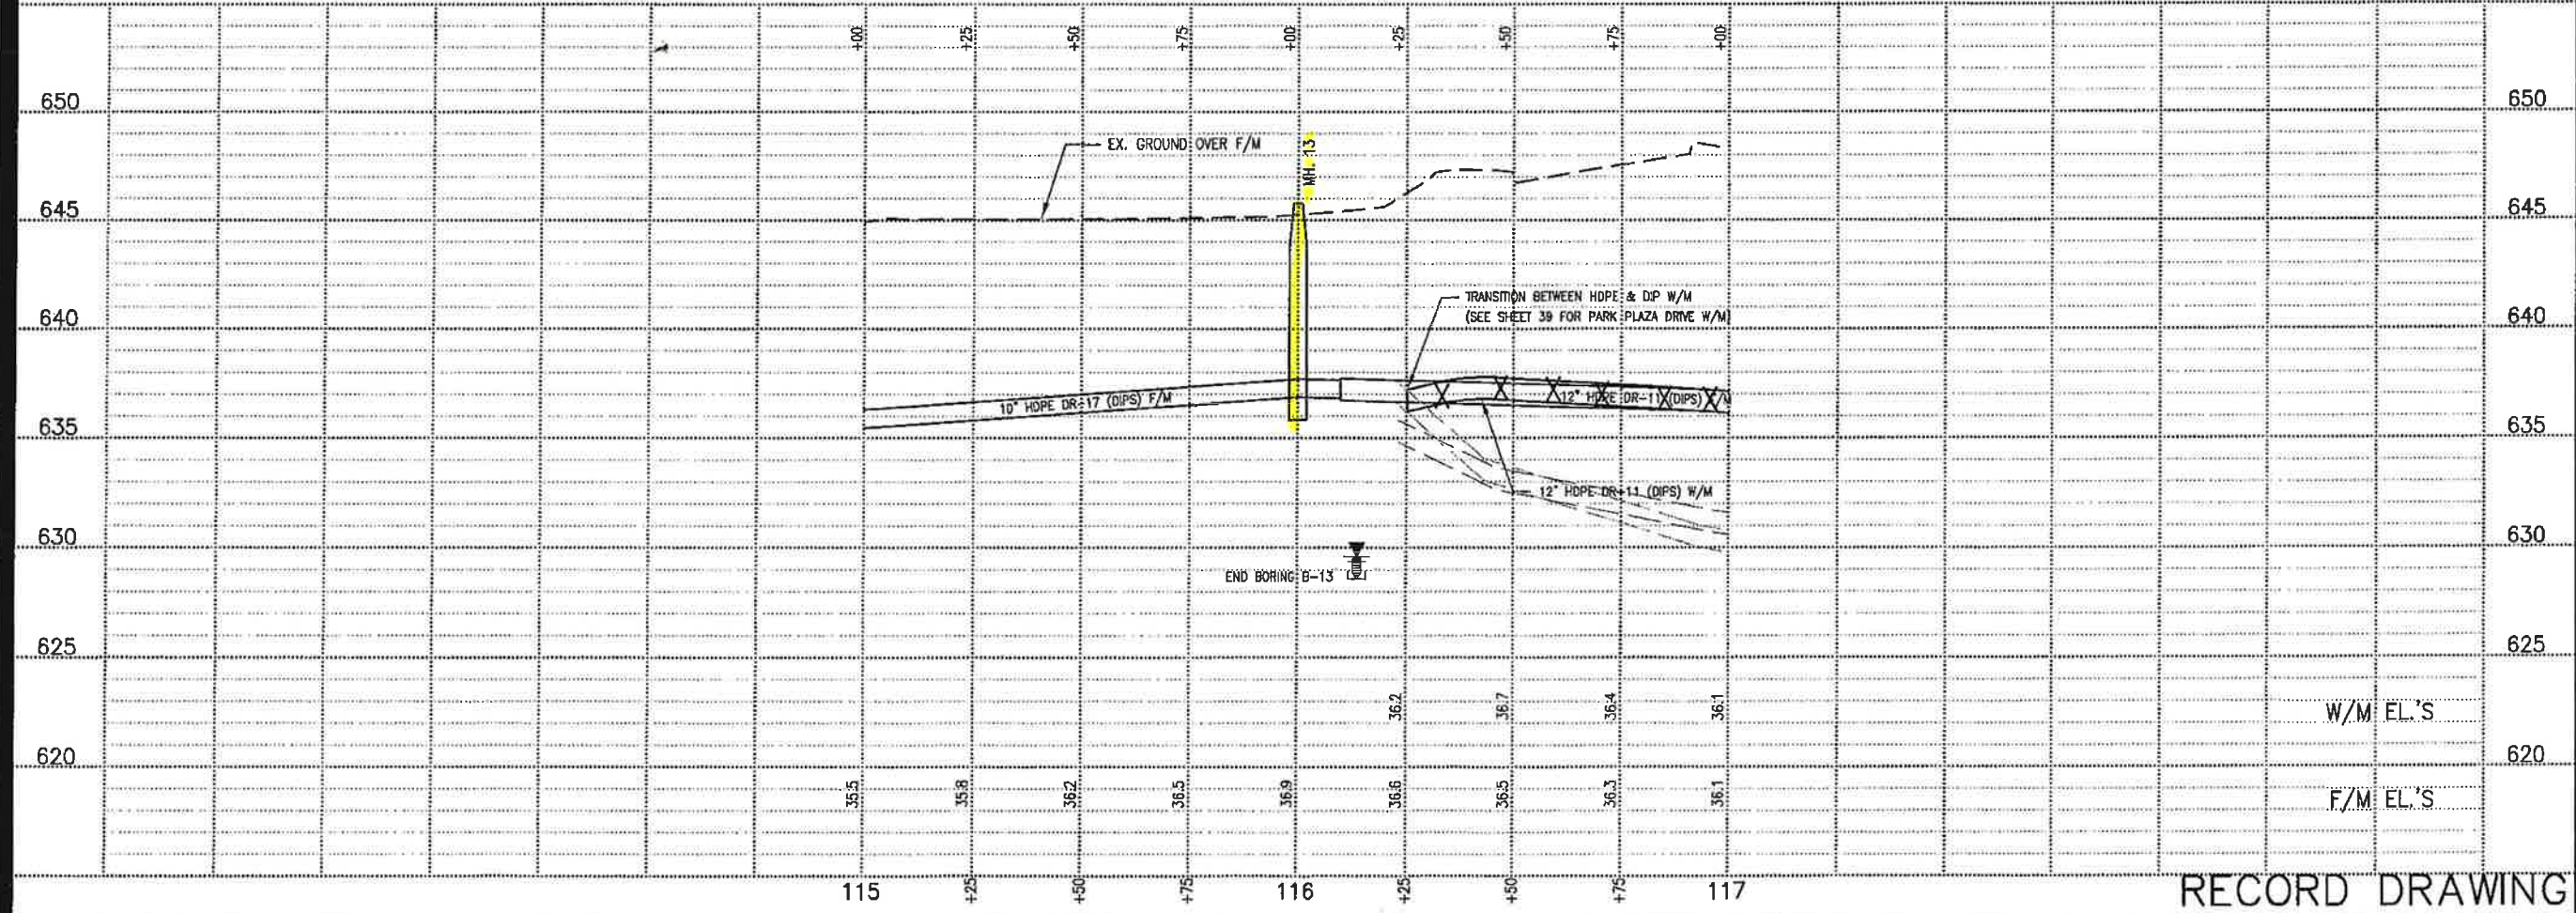 +00 +25 +50 +75 +00 +25 +50 +75 +00
650 650
EX. GROUND OVER F/M
MH. 13
645 645
TRANSITION BETWEEN HDPE & DIP W/M
(SEE SHEET 39 FOR PARK PLAZA DRIVE W/M)
640 640
10" HDPE DR-17 (DIPS) F/M
12" HDPE DR-11 (DIPS) F/M
635 635
12" HDPE DR-11 (DIPS) W/M
630 630
END BORING B-13
625 625
36.2 36.7 36.4 36.1
W/M EL.'S
620 620
35.5 35.8 36.2 36.5 36.9 36.6 36.5 36.3 36.1
F/M EL.'S
115 +25 +50 +75 116 +25 +50 +75 117
RECORD DRAWING